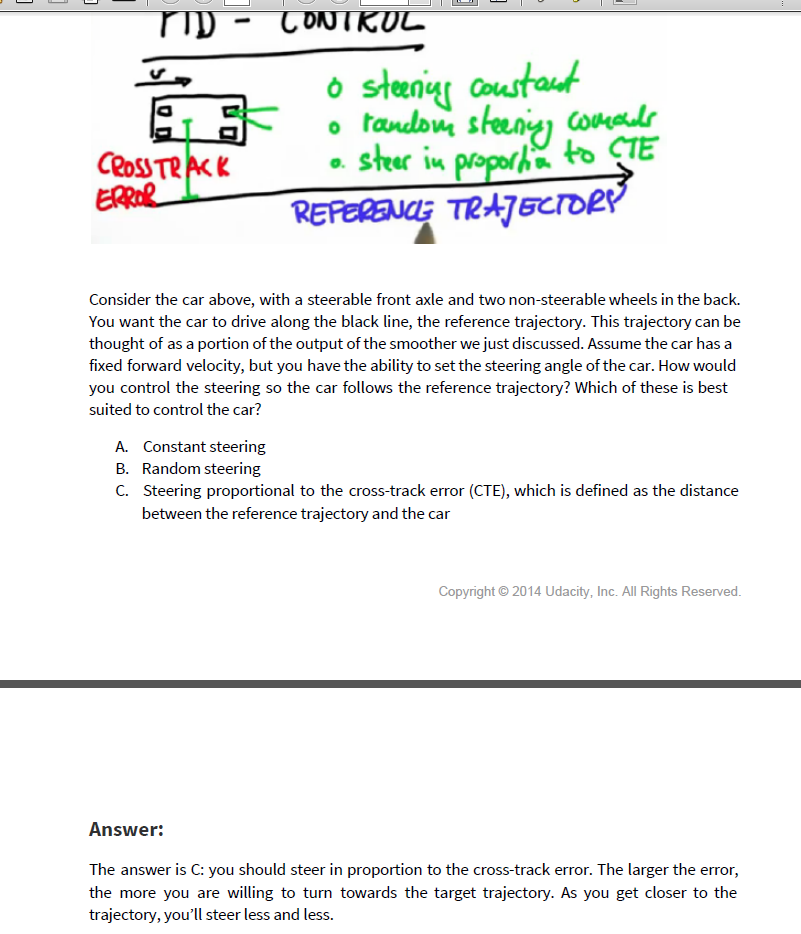 PID - CONTROL
v
o steering constant
o random steering comands
o. steer in proportion to CTE
CROSSTRACK
ERROR
REFERENCE TRAJECTORY
Consider the car above, with a steerable front axle and two non-steerable wheels in the back.
You want the car to drive along the black line, the reference trajectory. This trajectory can be
thought of as a portion of the output of the smoother we just discussed. Assume the car has a
fixed forward velocity, but you have the ability to set the steering angle of the car. How would
you control the steering so the car follows the reference trajectory? Which of these is best
suited to control the car?
A. Constant steering
B. Random steering
C. Steering proportional to the cross-track error (CTE), which is defined as the distance
between the reference trajectory and the car
Copyright © 2014 Udacity, Inc. All Rights Reserved.
Answer:
The answer is C: you should steer in proportion to the cross-track error. The larger the error,
the more you are willing to turn towards the target trajectory. As you get closer to the
trajectory, you’ll steer less and less.